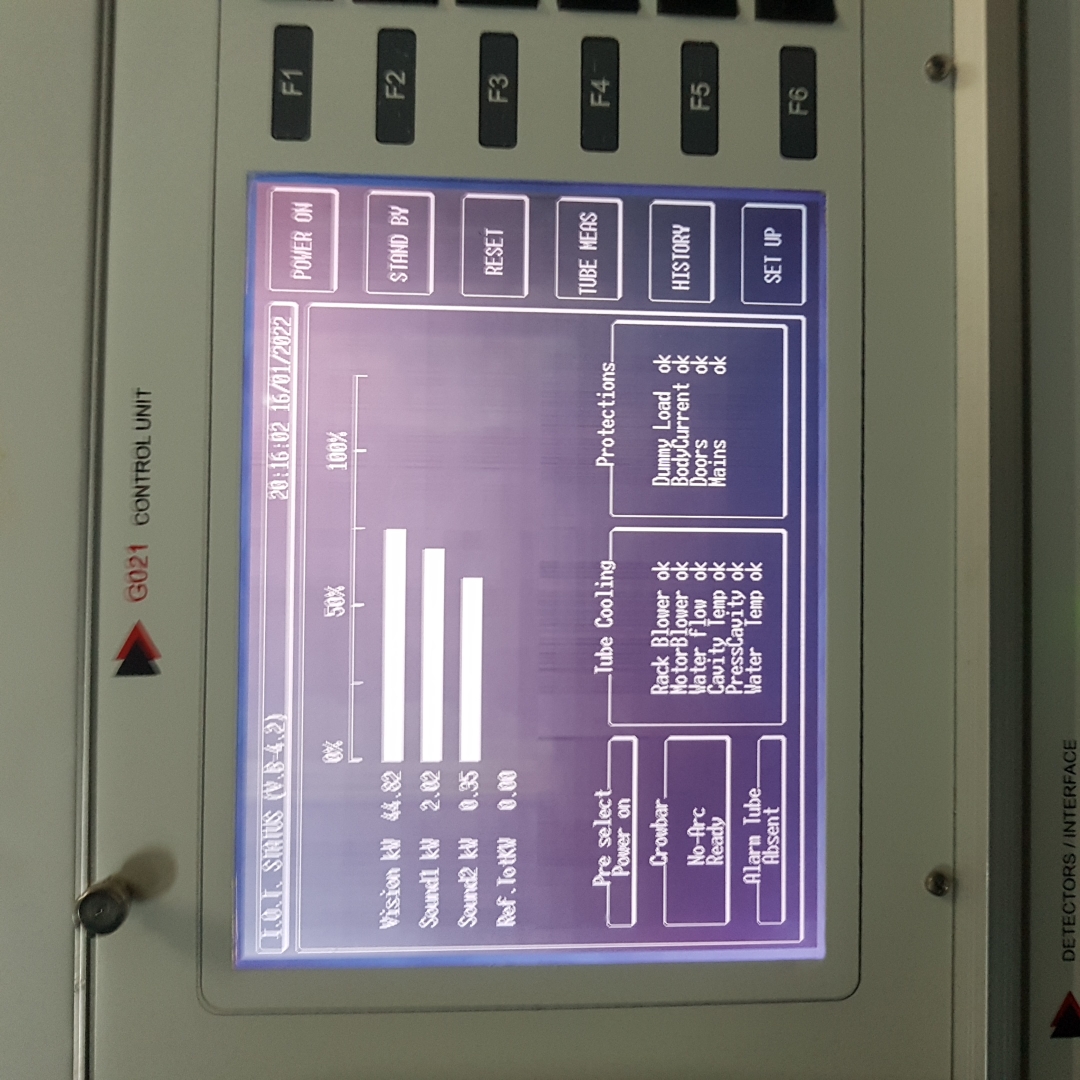 G021 CONTROL UNIT
I.O.T. STATUS (V.6-4.2) 20:16:02 16/01/2022
0% 50% 100%
Vision kW 44.82
Sound1 kW 2.02
Sound2 kW 0.35
Ref.TotKW 0.00
Pre select
Power on
Crowbar
No-Arc
Ready
Alarm Tube
Absent
Tube Cooling
Rack Blower ok
MotorBlower ok
Water flow ok
Cavity Temp ok
PressCavity ok
Water Temp ok
Protections
Dummy Load ok
BodyCurrent ok
Doors ok
Mains ok
POWER ON
STAND BY
RESET
TUBE MEAS
HISTORY
SET UP
F1
F2
F3
F4
F5
F6
DETECTORS / INTERFACE